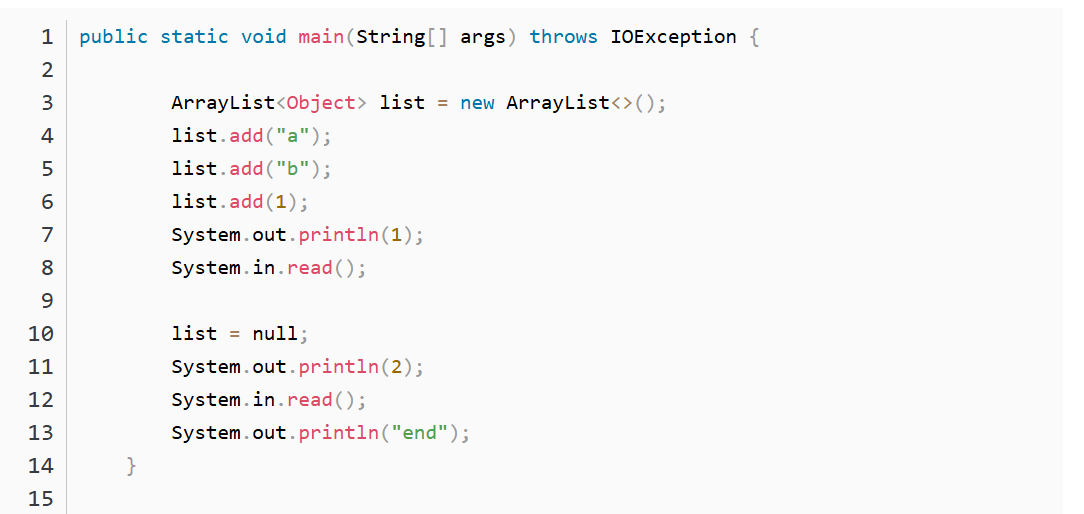 1 public static void main(String[] args) throws IOException {
2
3 ArrayList<Object> list = new ArrayList<>();
4 list.add("a");
5 list.add("b");
6 list.add(1);
7 System.out.println(1);
8 System.in.read();
9
10 list = null;
11 System.out.println(2);
12 System.in.read();
13 System.out.println("end");
14 }
15